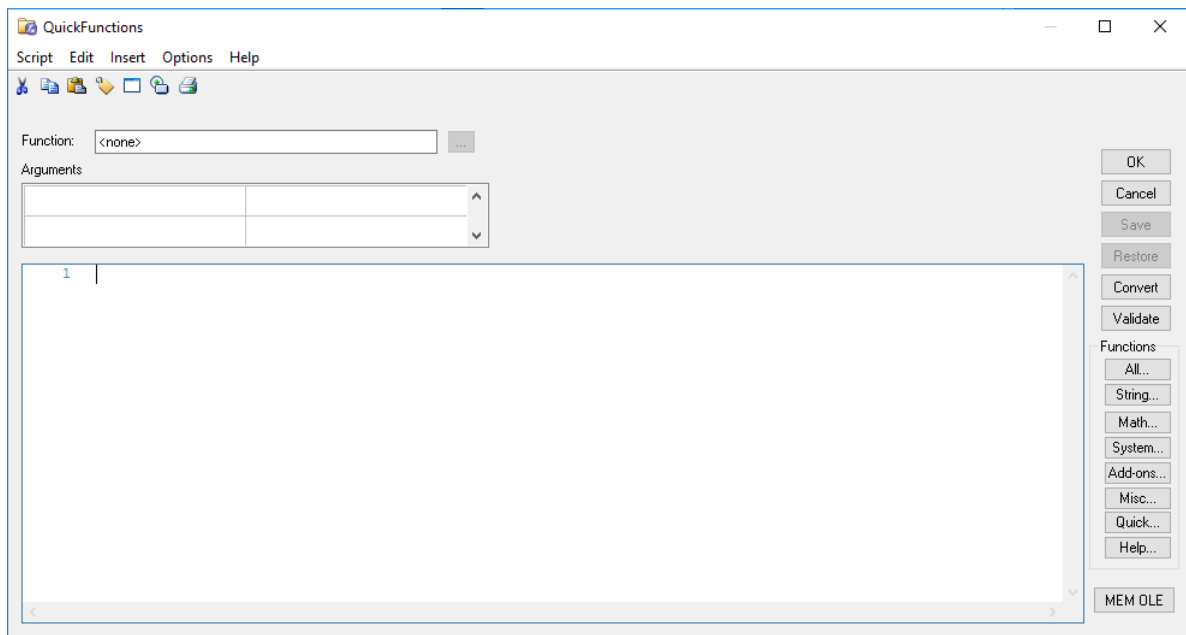 QuickFunctions
Script Edit Insert Options Help
Function: <none> ...
Arguments
1
OK
Cancel
Save
Restore
Convert
Validate
Functions
All...
String...
Math...
System...
Add-ons...
Misc...
Quick...
Help...
MEM OLE